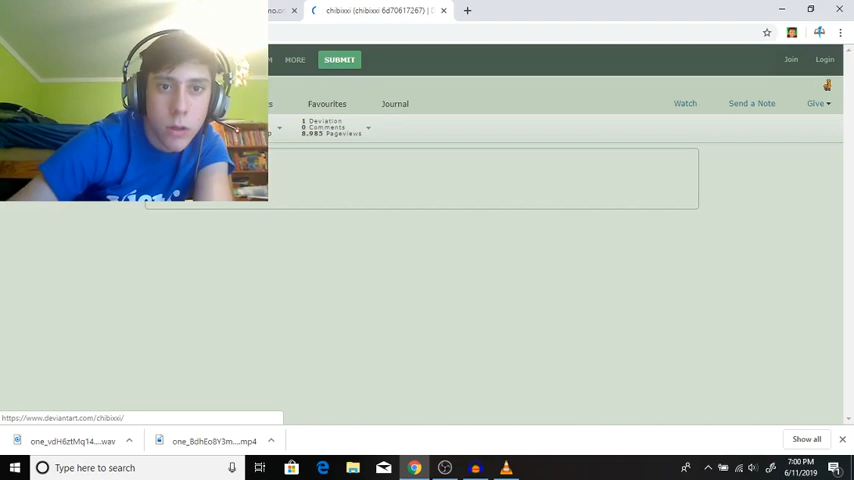 chibixxi (chibixxi 6d70617267) |
MORE
SUBMIT
Join
Login
Favourites
Journal
Watch
Send a Note
Give
1 Deviation
0 Comments
8,985 Pageviews
https://www.deviantart.com/chibixxi/
one_vdH6ztMq14....wav
one_BdhEo8Y3m....mp4
Show all
Type here to search
7:00 PM
6/11/2019